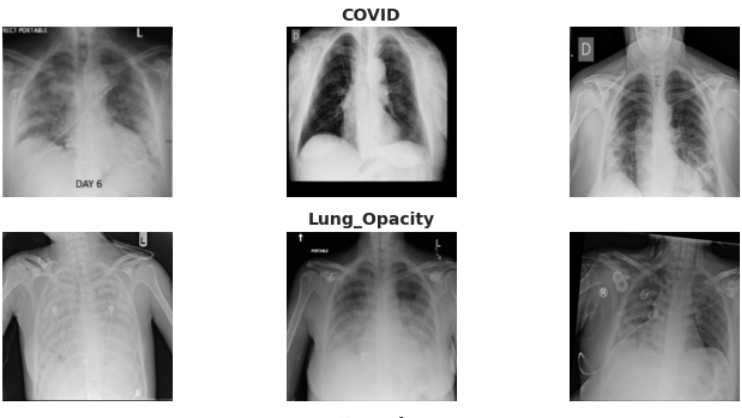 COVID
RECT PORTABLE
L
DAY 6
D
D
Lung_Opacity
L
PORTABLE
L